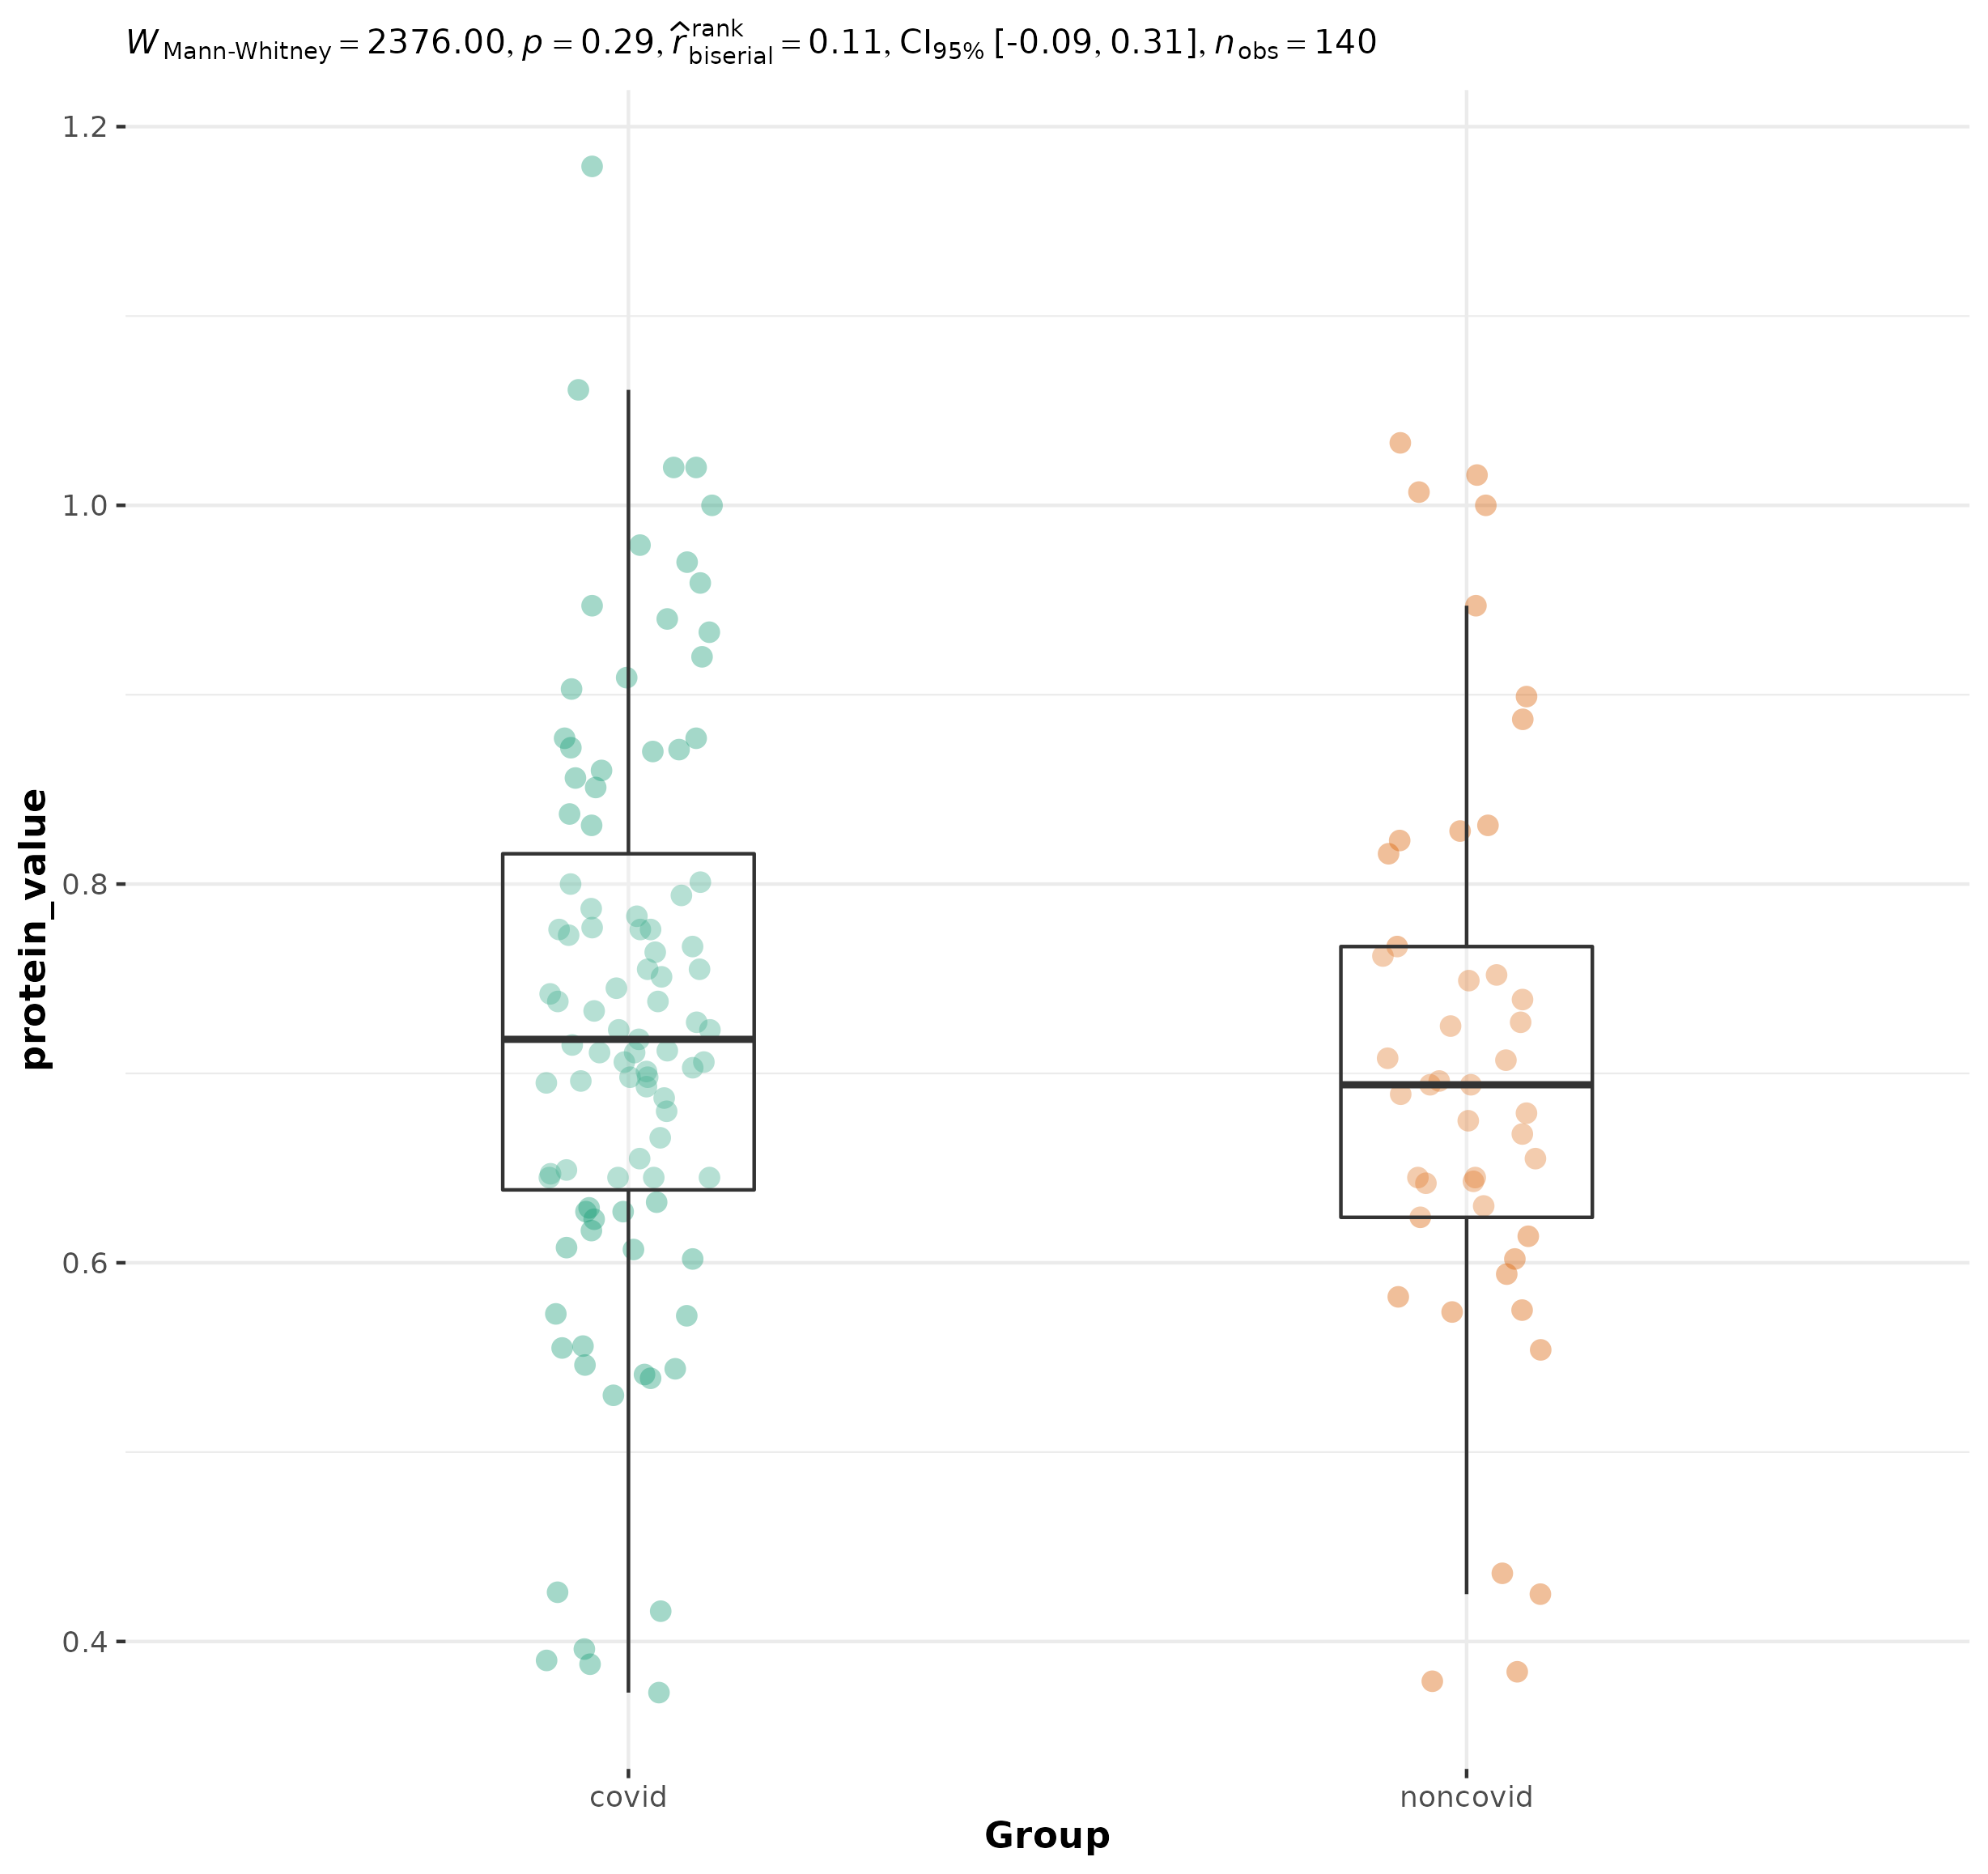 W Mann-Whitney = 2376.00, p = 0.29, r̂ rank biserial = 0.11, CI95% [-0.09, 0.31], nobs = 140
1.2
1.0
0.8
0.6
0.4
protein_value
covid noncovid
Group